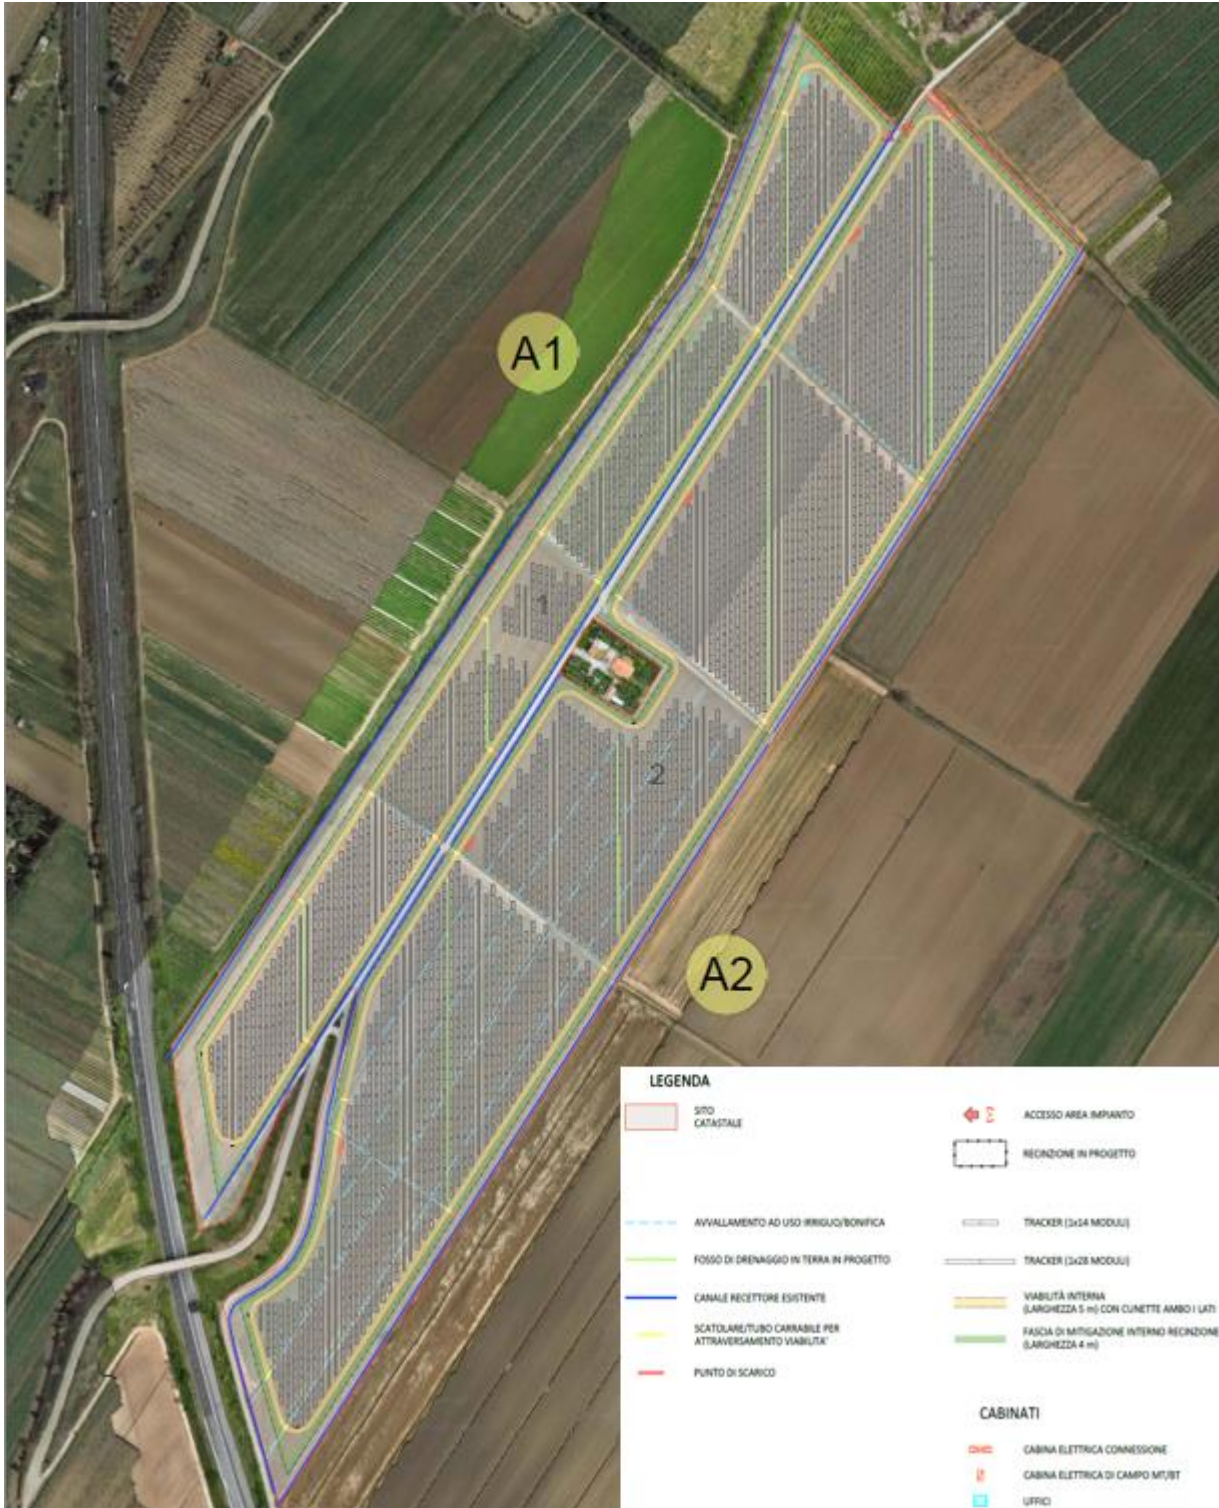 A1
1
2
A2
LEGENDA
SITO
CATASTALE
ACCESSO AREA IMPIANTO
RECINZIONE IN PROGETTO
AVVALLAMENTO AD USO IRRIGUO/BONIFICA
TRACKER (1x14 MODULI)
FOSSO DI DRENAGGIO IN TERRA IN PROGETTO
TRACKER (1x28 MODULI)
CANALE RECETTORE ESISTENTE
VIABILITÀ INTERNA
(LARGHEZZA 5 m) CON CUNETTE AMBO I LATI
SCATOLARE/TUBO CARRABILE PER
ATTRAVERSAMENTO VIABILITA'
FASCIA DI MITIGAZIONE INTERNO RECINZIONE
(LARGHEZZA 4 m)
PUNTO DI SCARICO
CABINATI
CABINA ELETTRICA CONNESSIONE
CABINA ELETTRICA DI CAMPO MT/BT
UFFICI